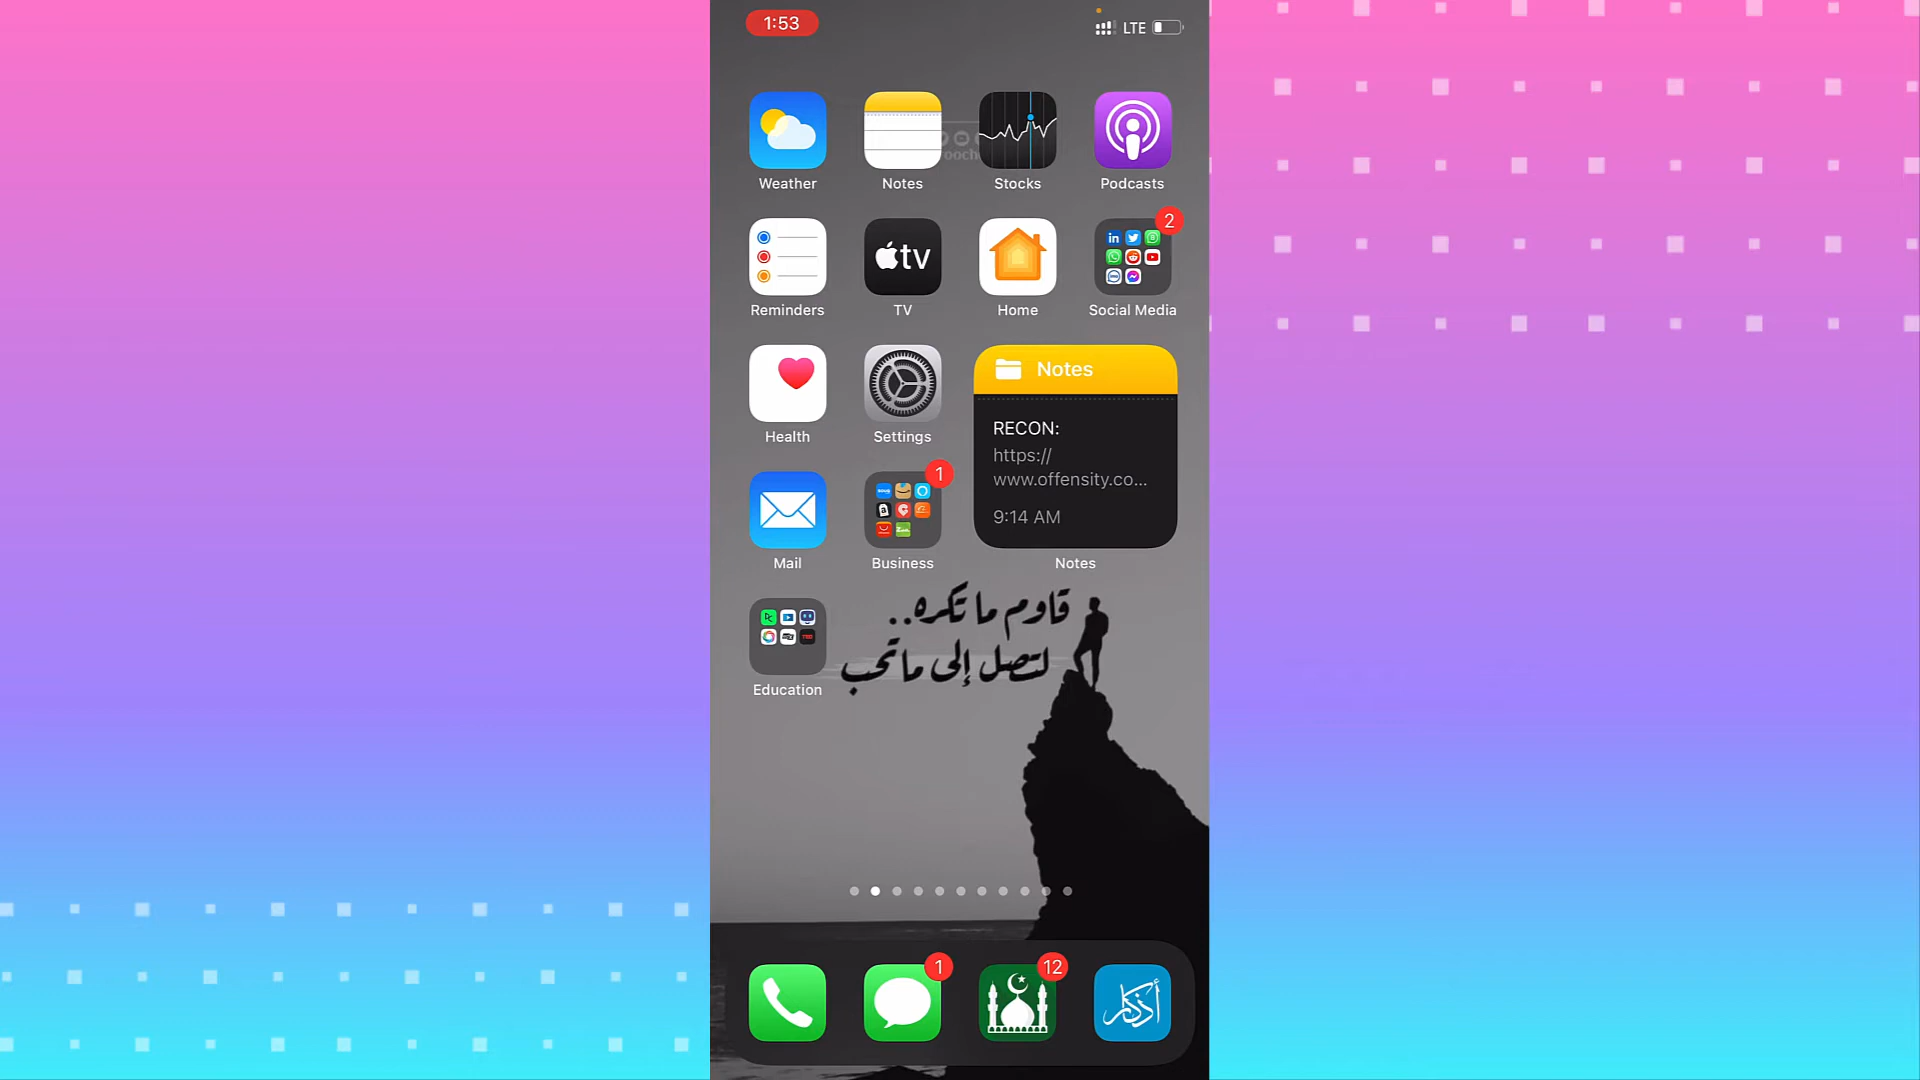 1:53
LTE
Weather
Notes
Stocks
Podcasts
2
Reminders
tv
TV
Home
Social Media
Health
Settings
Notes
RECON:
https://
www.offensity.co...
9:14 AM
Notes
Mail
1
Business
Education
قاوم ما تكره..
لتصل إلى ما تحب
1
12
أذكار